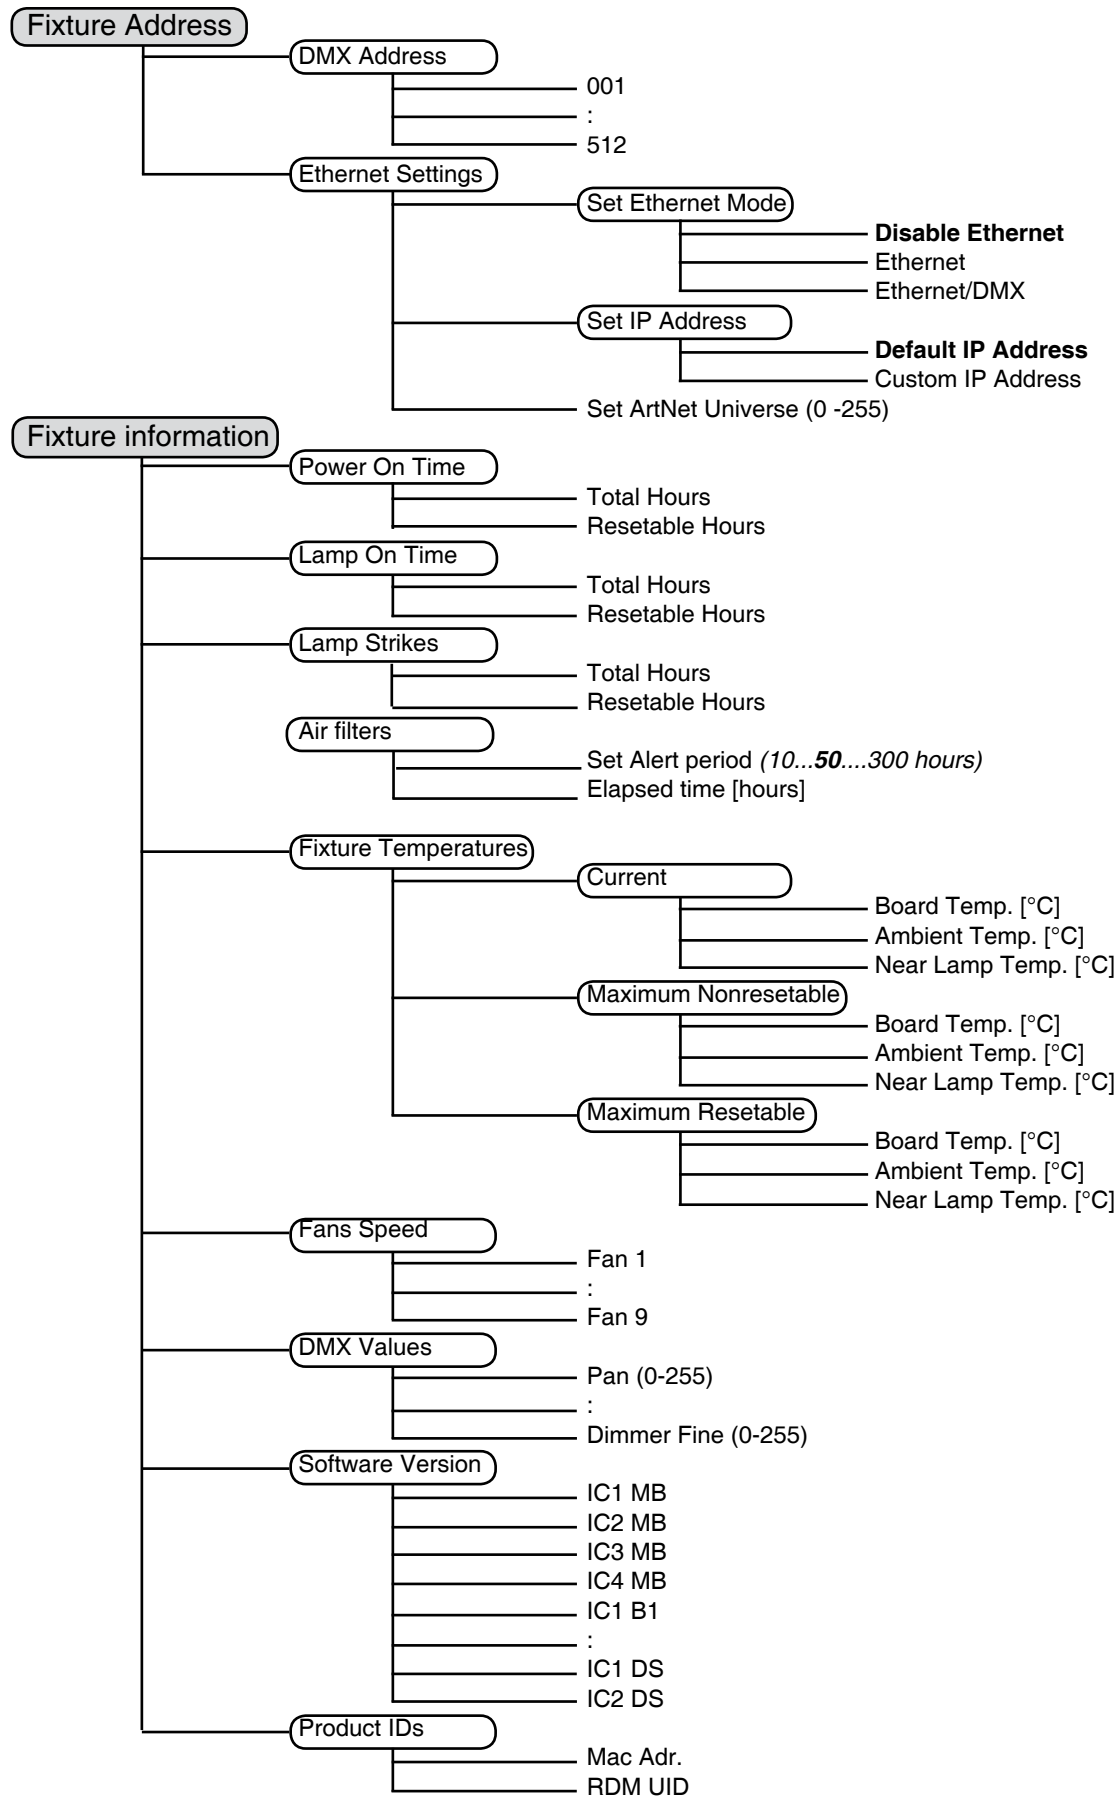 Fixture Address
DMX Address
001
:
512
Ethernet Settings
Set Ethernet Mode
Disable Ethernet
Ethernet
Ethernet/DMX
Set IP Address
Default IP Address
Custom IP Address
Set ArtNet Universe (0 -255)
Fixture information
Power On Time
Total Hours
Resetable Hours
Lamp On Time
Total Hours
Resetable Hours
Lamp Strikes
Total Hours
Resetable Hours
Air filters
Set Alert period (10...50....300 hours)
Elapsed time [hours]
Fixture Temperatures
Current
Board Temp. [°C]
Ambient Temp. [°C]
Near Lamp Temp. [°C]
Maximum Nonresetable
Board Temp. [°C]
Ambient Temp. [°C]
Near Lamp Temp. [°C]
Maximum Resetable
Board Temp. [°C]
Ambient Temp. [°C]
Near Lamp Temp. [°C]
Fans Speed
Fan 1
:
Fan 9
DMX Values
Pan (0-255)
:
Dimmer Fine (0-255)
Software Version
IC1 MB
IC2 MB
IC3 MB
IC4 MB
IC1 B1
:
IC1 DS
IC2 DS
Product IDs
Mac Adr.
RDM UID